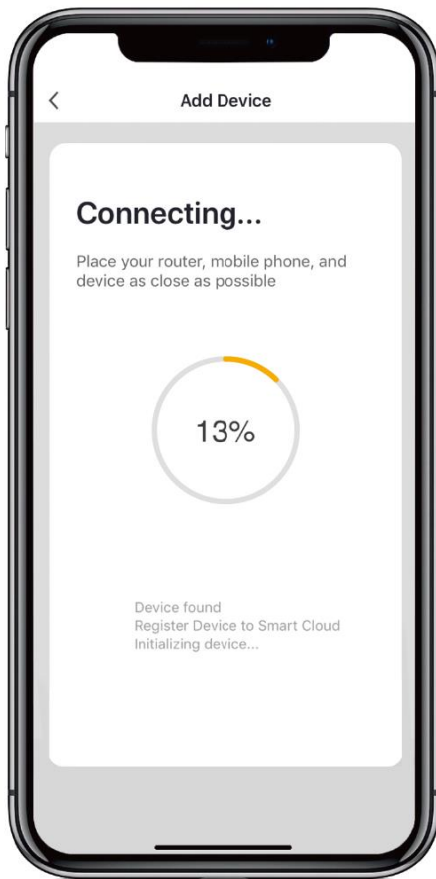 Add Device
Connecting...
Place your router, mobile phone, and
device as close as possible
13%
Device found
Register Device to Smart Cloud
Initializing device...